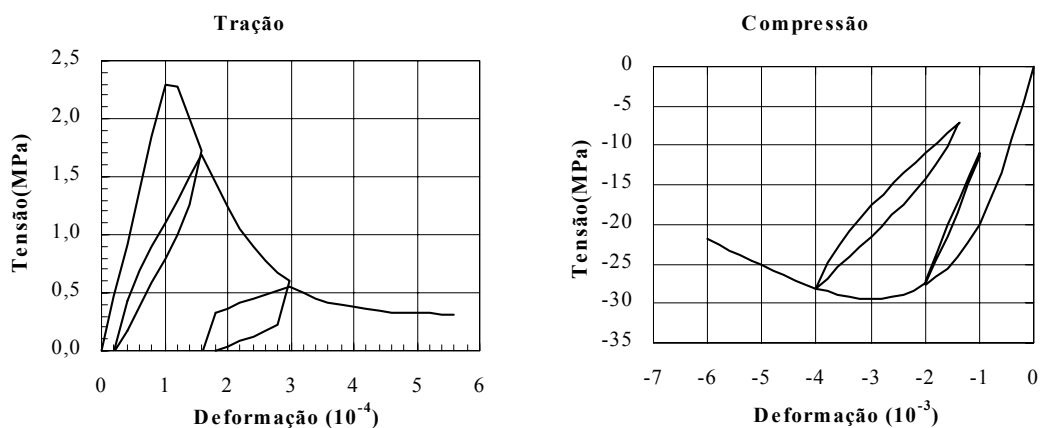 Tração
2,5
2,0
1,5
1,0
0,5
0,0
Tensão(MPa)
0 1 2 3 4 5 6
Deformação (10⁻⁴)
Compressão
0
-5
-10
-15
-20
-25
-30
-35
Tensão(MPa)
-7 -6 -5 -4 -3 -2 -1 0
Deformação (10⁻³)